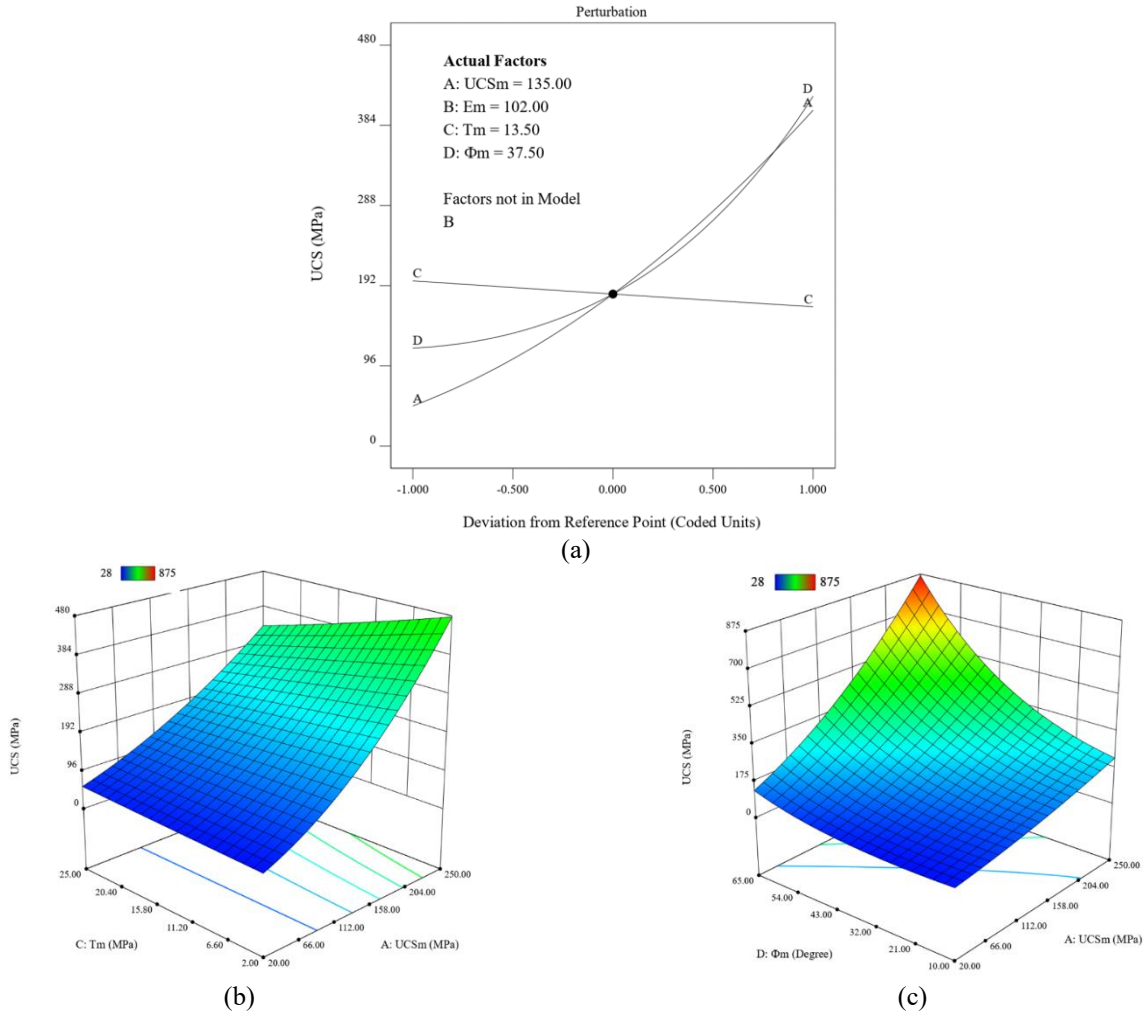 Perturbation
480
384
288
192
96
0
UCS (MPa)
Actual Factors
A: UCSm = 135.00
B: Em = 102.00
C: Tm = 13.50
D: Φm = 37.50
Factors not in Model
B
D
A
C
C
D
A
-1.000 -0.500 0.000 0.500 1.000
Deviation from Reference Point (Coded Units)
(a)
28 875
480
384
288
192
96
0
UCS (MPa)
25.00
20.40
15.80
11.20
6.60
2.00
C: Tm (MPa)
20.00
66.00
112.00
158.00
204.00
250.00
A: UCSm (MPa)
(b)
28 875
875
700
525
350
175
0
UCS (MPa)
65.00
54.00
43.00
32.00
21.00
10.00
D: Φm (Degree)
20.00
66.00
112.00
158.00
204.00
250.00
A: UCSm (MPa)
(c)